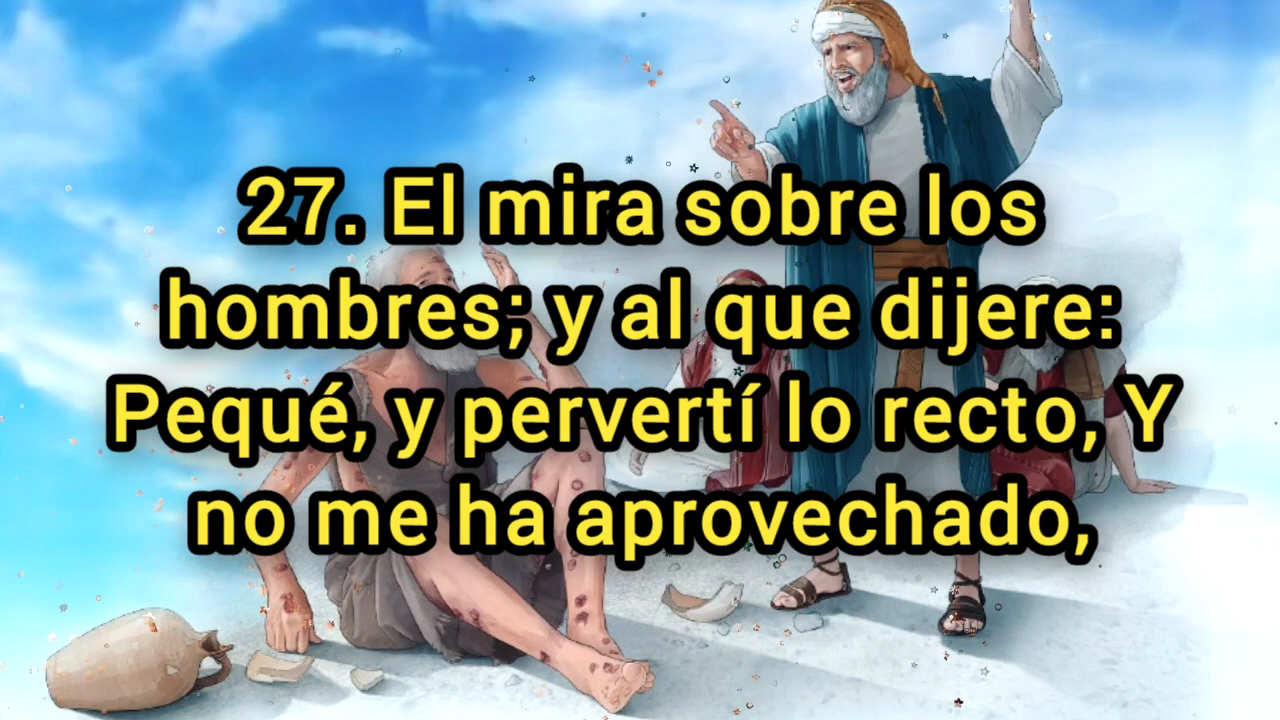 27. El mira sobre los
hombres; y al que dijere:
Pequé, y pervertí lo recto, Y
no me ha aprovechado,